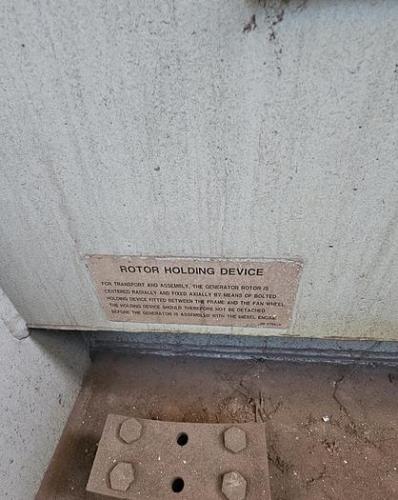 ROTOR HOLDING DEVICE
FOR TRANSPORT AND ASSEMBLY, THE GENERATOR ROTOR IS
CENTERED RADIALLY AND FIXED AXIALLY BY MEANS OF BOLTED
HOLDING DEVICE FITTED BETWEEN THE FRAME AND THE FAN WHEEL.
THE HOLDING DEVICE SHOULD THEREFORE NOT BE DETACHED
BEFORE THE GENERATOR IS ASSEMBLED WITH THE DIESEL ENGINE